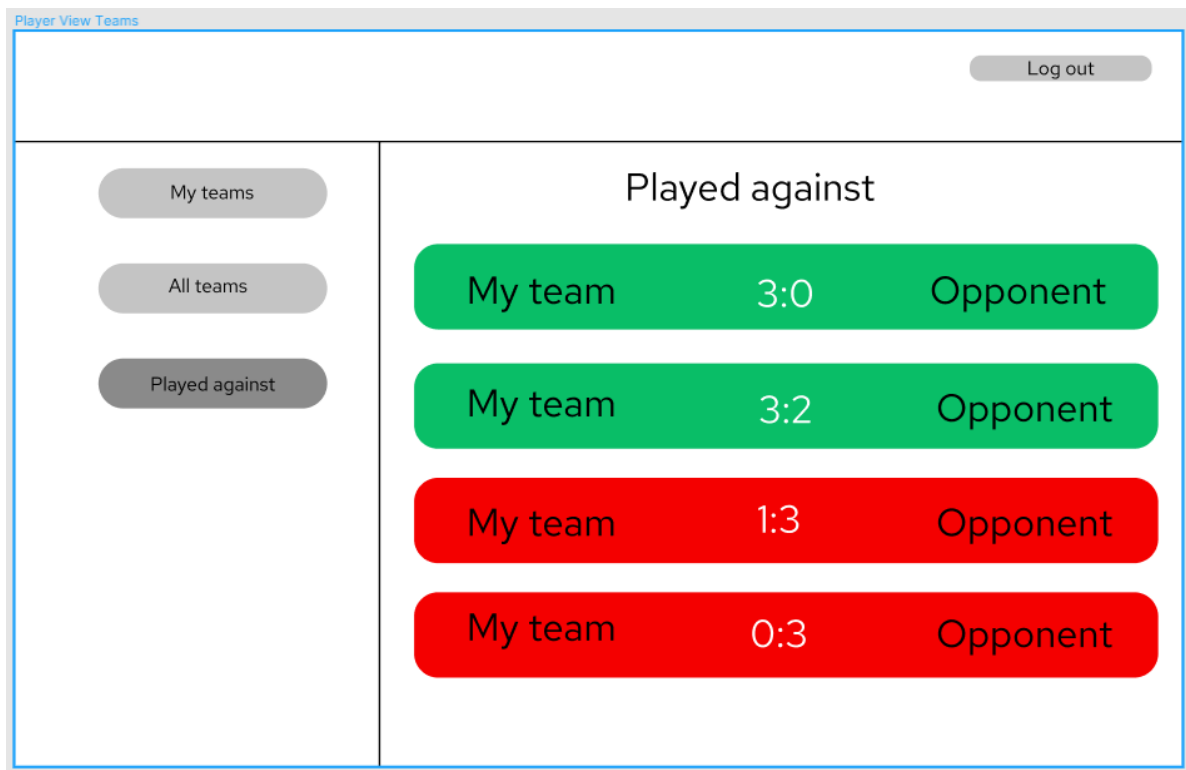 Player View Teams
Log out
My teams
All teams
Played against
Played against
My team 3:0 Opponent
My team 3:2 Opponent
My team 1:3 Opponent
My team 0:3 Opponent